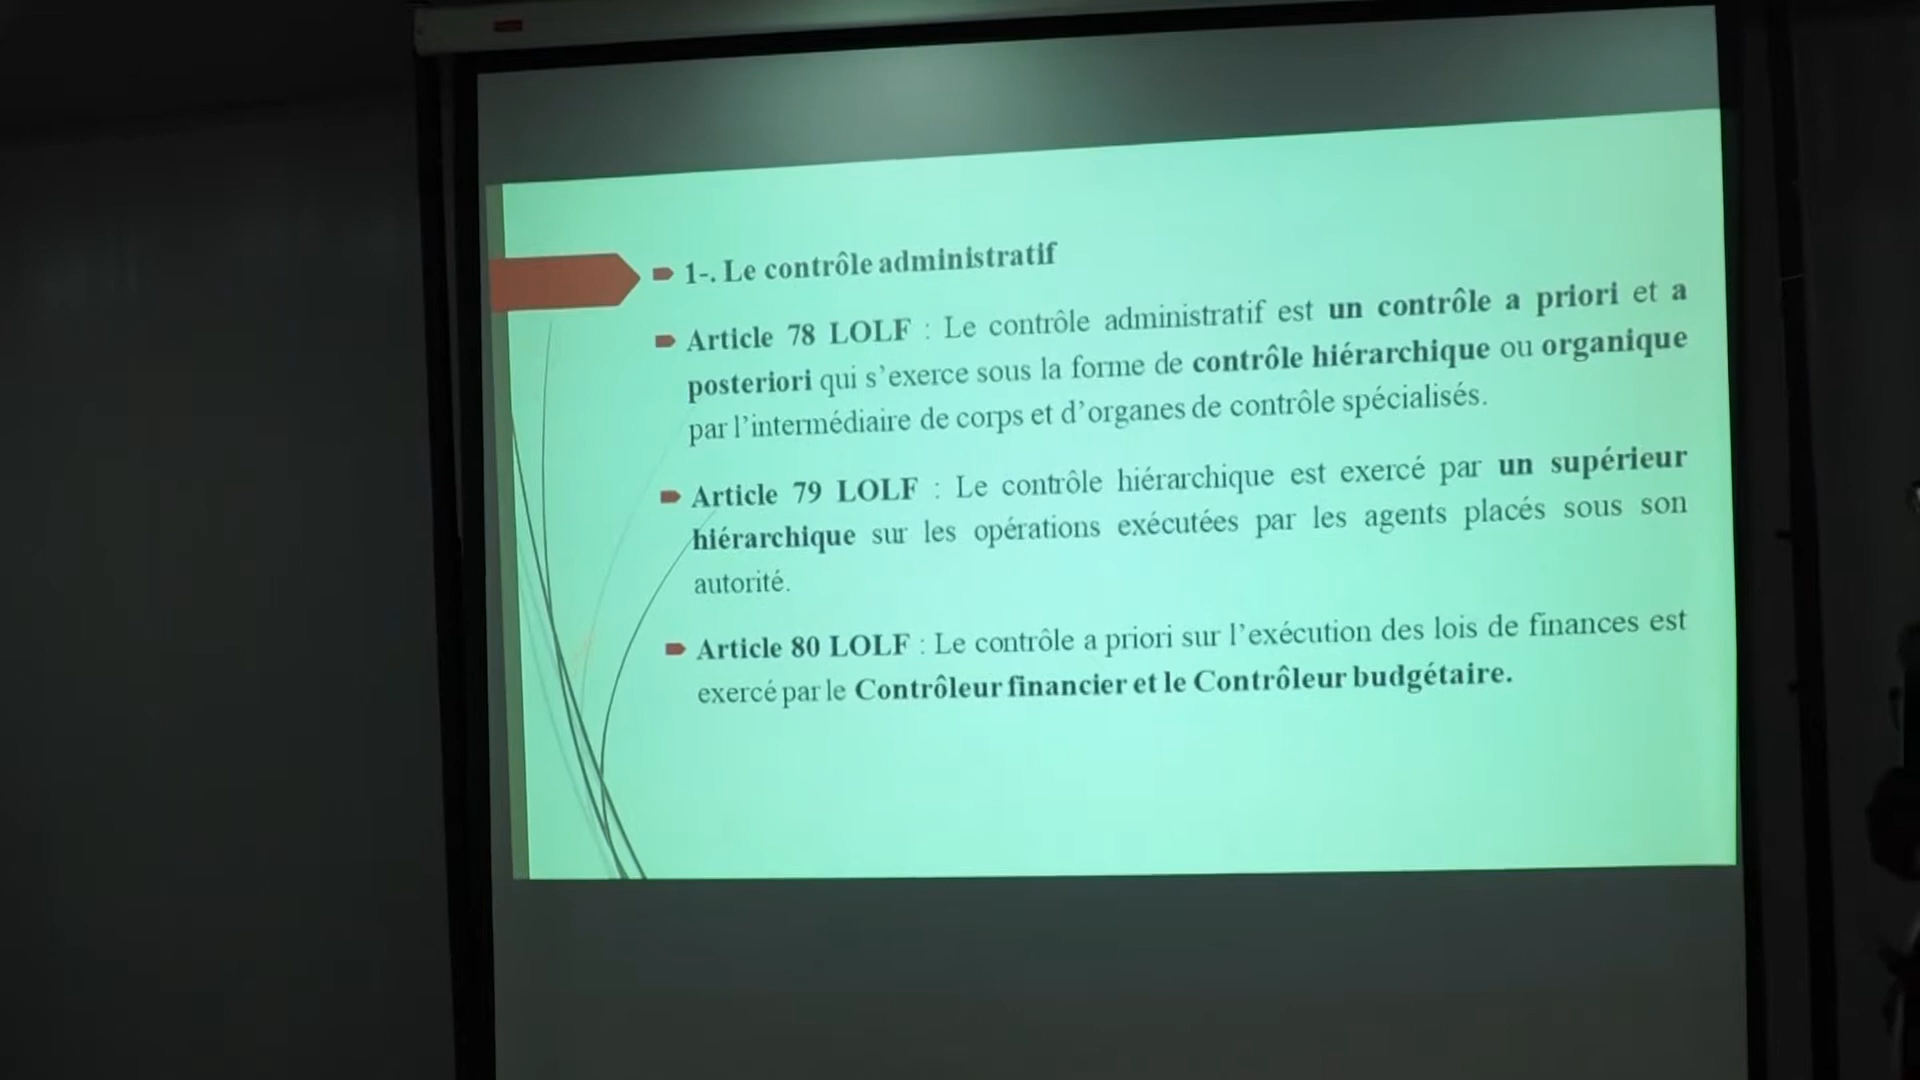 1-. Le contrôle administratif
Article 78 LOLF : Le contrôle administratif est un contrôle a priori et a
posteriori qui s’exerce sous la forme de contrôle hiérarchique ou organique
par l’intermédiaire de corps et d’organes de contrôle spécialisés.
Article 79 LOLF : Le contrôle hiérarchique est exercé par un supérieur
hiérarchique sur les opérations exécutées par les agents placés sous son
autorité.
Article 80 LOLF : Le contrôle a priori sur l’exécution des lois de finances est
exercé par le Contrôleur financier et le Contrôleur budgétaire.